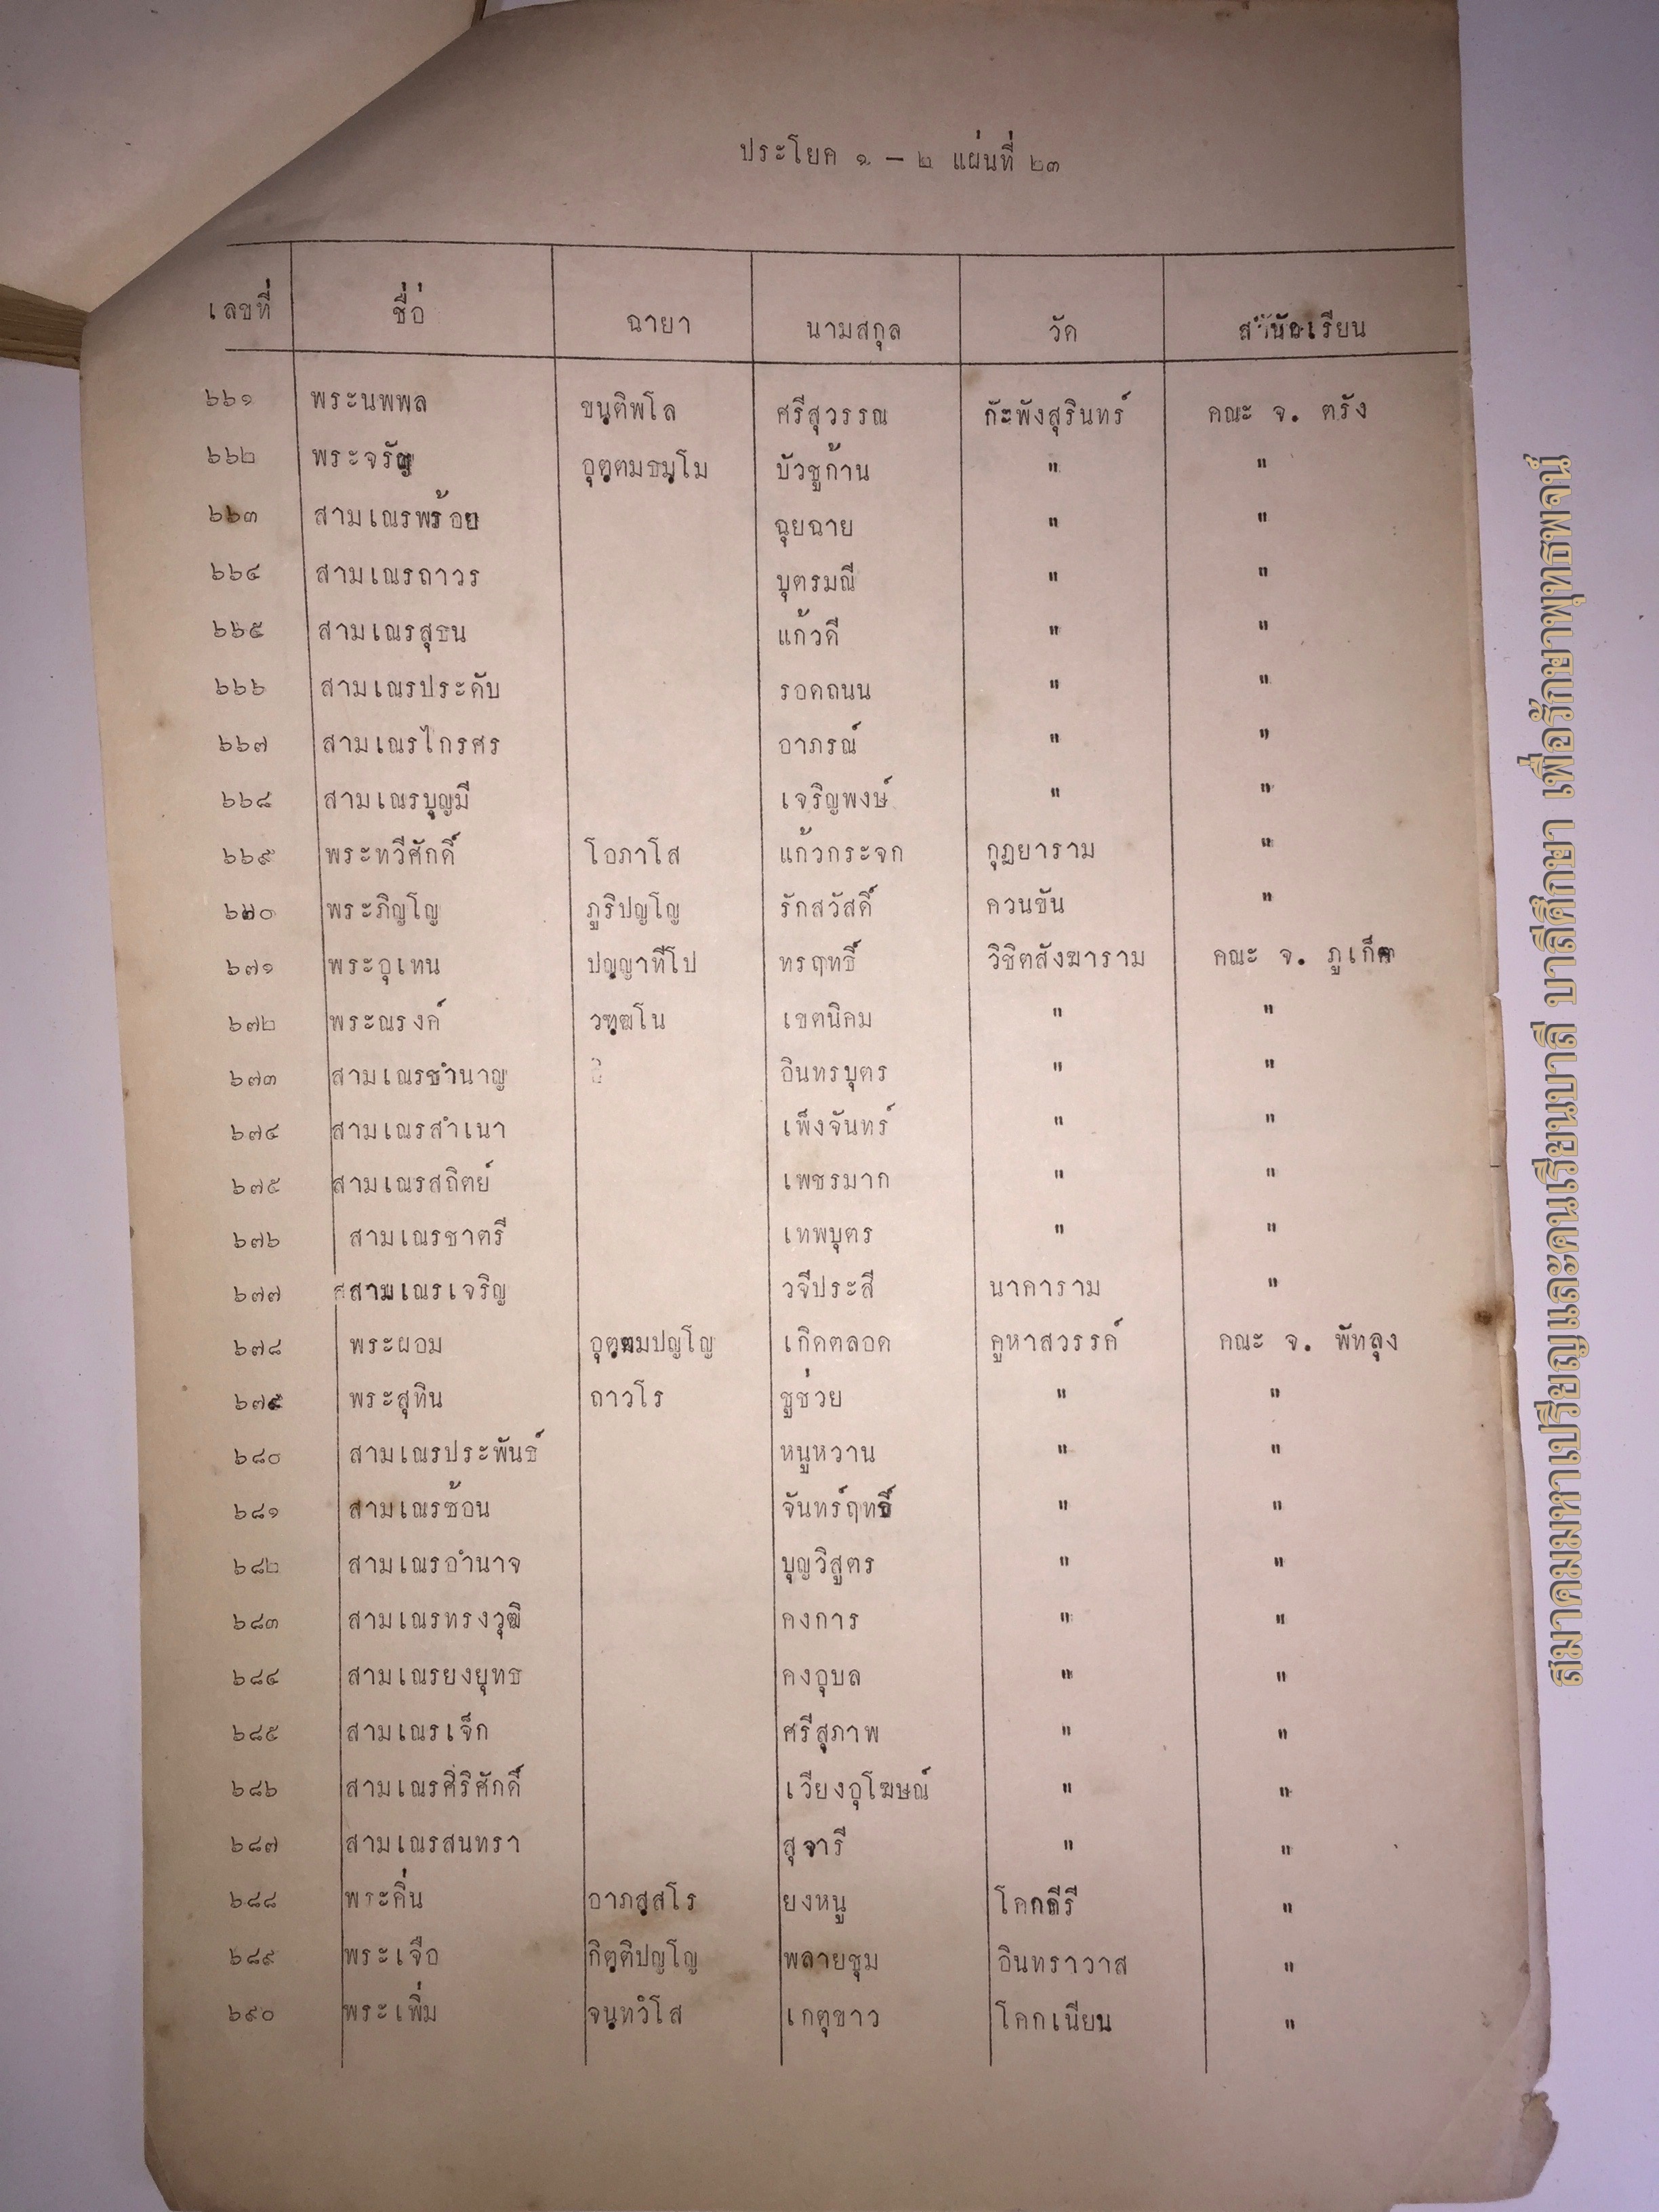 ประโยค ๑ - ๒ แผ่นที่ ๒๓
เลขที่ ชื่อ ฉายา นามสกุล วัด สำนักเรียน
๖๖๑ พระนพพล ขนฺติพโล ศรีสุวรรณ กะพังสุรินทร์ คณะ จ. ตรัง
๖๖๒ พระจรัญ อุตฺตมธมฺโม บัวชูก้าน " "
๖๖๓ สามเณรพร้อย ฉุยฉาย " "
๖๖๔ สามเณรถาวร บุตรมณี " "
๖๖๕ สามเณรสุธน แก้วดี " "
๖๖๖ สามเณรประดับ รอดถนน " "
๖๖๗ สามเณรไกรศร อาภรณ์ " "
๖๖๘ สามเณรบุญมี เจริญพงษ์ " "
๖๖๙ พระทวีศักดิ์ โอภาโส แก้วกระจก กุฎยาราม "
๖๗๐ พระภิญโญ ภูริปญฺโญ รักสวัสดิ์ ควนขัน "
๖๗๑ พระอุเทน ปญฺญาทีโป ทรฤทธิ์ วิชิตสังฆาราม คณะ จ. ภูเก็ต
๖๗๒ พระณรงค์ วฑฺฒโน เขตนิคม " "
๖๗๓ สามเณรชำนาญ อินทรบุตร " "
๖๗๔ สามเณรสำเนา เพ็งจันทร์ " "
๖๗๕ สามเณรสถิตย์ เพชรมาก " "
๖๗๖ สามเณรชาตรี เทพบุตร " "
๖๗๗ สามเณรเจริญ วจีประสี นาคาราม "
๖๗๘ พระผอม อุตฺตมปญฺโญ เกิดตลอด คูหาสวรรค์ คณะ จ. พัทลุง
๖๗๙ พระสุทิน ถาวโร ชูช่วย " "
๖๘๐ สามเณรประพันธ์ หนูหวาน " "
๖๘๑ สามเณรซ้อน จันทร์ฤทธิ์ " "
๖๘๒ สามเณรอำนาจ บุญวิสูตร " "
๖๘๓ สามเณรทรงวุฒิ คงการ " "
๖๘๔ สามเณรยงยุทธ คงอุบล " "
๖๘๕ สามเณรเจ็ก ศรีสุภาพ " "
๖๘๖ สามเณรศิริศักดิ์ เวียงอุโฆษณ์ " "
๖๘๗ สามเณรสนทรา สุจารี " "
๖๘๘ พระคิ่น อาภสฺสโร ยงหนู โคกคีรี "
๖๘๙ พระเจือ กิตฺติปญฺโญ พลายชุม อินทราวาส "
๖๙๐ พระเพิ่ม จนฺทวํโส เกตุขาว โคกเนียน "
สมาคมมหาเปรียญและคนเรียนบาลี บาลีศึกษา เพื่อรักษาพุทธพจน์